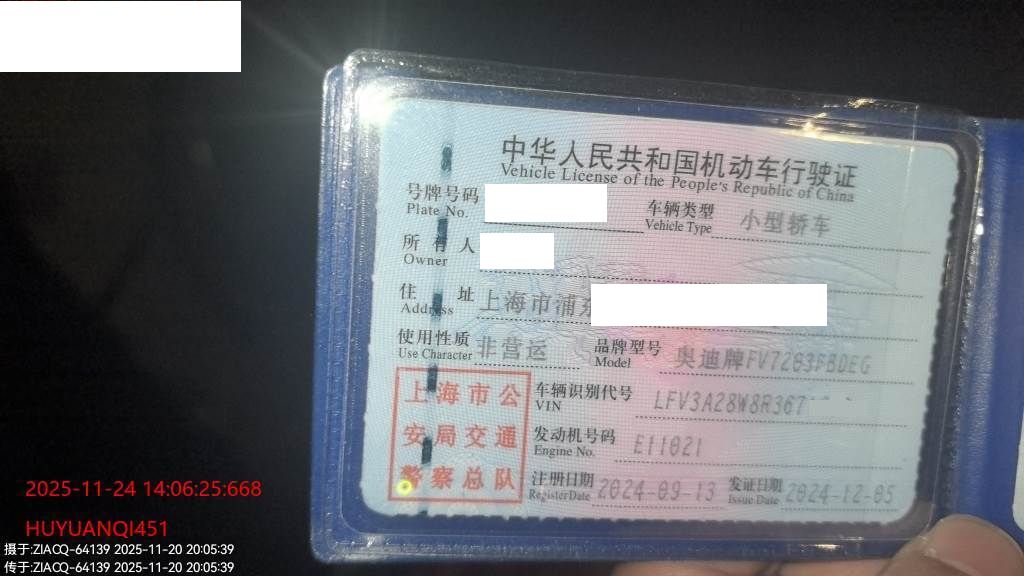 中华人民共和国机动车行驶证
Vehicle License of the People's Republic of China
号牌号码
Plate No.
车辆类型 小型轿车
Vehicle Type
所有人
Owner
住址 上海市浦东
Address
使用性质 非营运
Use Character
品牌型号 奥迪牌FV7203FBDEG
Model
车辆识别代号 LFV3A28W8R367
VIN
发动机号码 E11021
Engine No.
注册日期 2024-09-13
Register Date
发证日期 2024-12-05
Issue Date
上海市公
安局交通
警察总队
2025-11-24 14:06:25:668
HUYUANQI451
摄于:ZIACQ-64139 2025-11-20 20:05:39
传于:ZIACQ-64139 2025-11-20 20:05:39